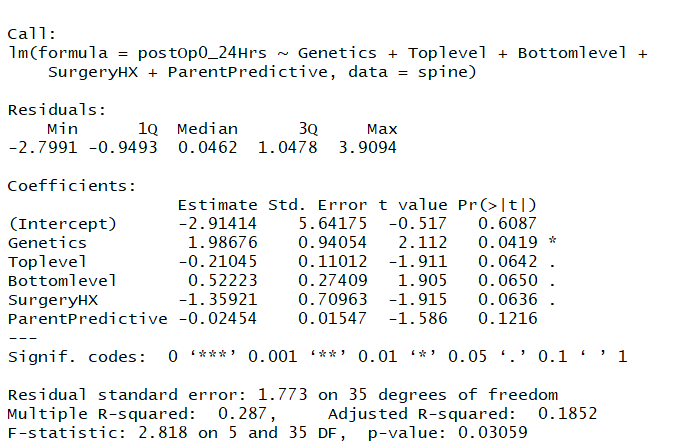 Call:
lm(formula = postOp0_24Hrs ~ Genetics + Toplevel + Bottomlevel +
    SurgeryHX + ParentPredictive, data = spine)

Residuals:
    Min      1Q  Median      3Q     Max
-2.7991 -0.9493  0.0462  1.0478  3.9094

Coefficients:
                 Estimate Std. Error t value Pr(>|t|)
(Intercept)      -2.91414    5.64175  -0.517   0.6087
Genetics          1.98676    0.94054   2.112   0.0419 *
Toplevel         -0.21045    0.11012  -1.911   0.0642 .
Bottomlevel       0.52223    0.27409   1.905   0.0650 .
SurgeryHX        -1.35921    0.70963  -1.915   0.0636 .
ParentPredictive -0.02454    0.01547  -1.586   0.1216
---
Signif. codes:  0 ‘***’ 0.001 ‘**’ 0.01 ‘*’ 0.05 ‘.’ 0.1 ‘ ’ 1

Residual standard error: 1.773 on 35 degrees of freedom
Multiple R-squared:  0.287,     Adjusted R-squared:  0.1852
F-statistic: 2.818 on 5 and 35 DF,  p-value: 0.03059